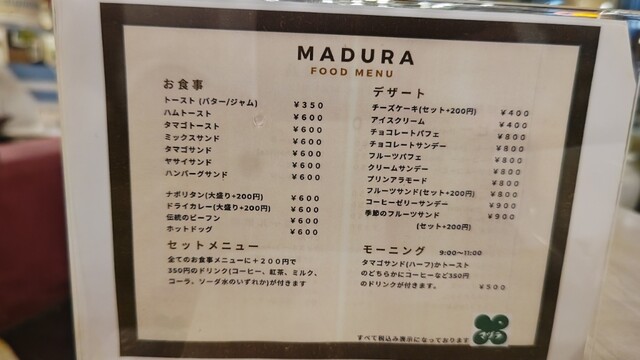 MADURA
FOOD MENU
お食事
トースト (バター/ジャム) ¥350
ハムトースト ¥600
タマゴトースト ¥600
ミックスサンド ¥600
タマゴサンド ¥600
ヤサイサンド ¥600
ハンバーグサンド ¥600
ナポリタン(大盛り+200円) ¥600
ドライカレー(大盛り+200円) ¥600
伝統のビーフン ¥600
ホットドッグ ¥600
セットメニュー
全てのお食事メニューに+200円で
350円のドリンク(コーヒー、紅茶、ミルク、
コーラ、ソーダ水のいずれか)が付きます
デザート
チーズケーキ(セット+200円) ¥400
アイスクリーム ¥400
チョコレートパフェ ¥800
チョコレートサンデー ¥800
フルーツパフェ ¥800
クリームサンデー ¥800
プリンアラモード ¥800
フルーツサンド(セット+200円) ¥800
コーヒーゼリーサンデー ¥900
季節のフルーツサンド ¥900
(セット+200円)
モーニング 9:00~11:00
タマゴサンド(ハーフ)かトースト
のどちらかにコーヒーなど350円
のドリンクが付きます。 ¥500
すべて税込み表示になっております